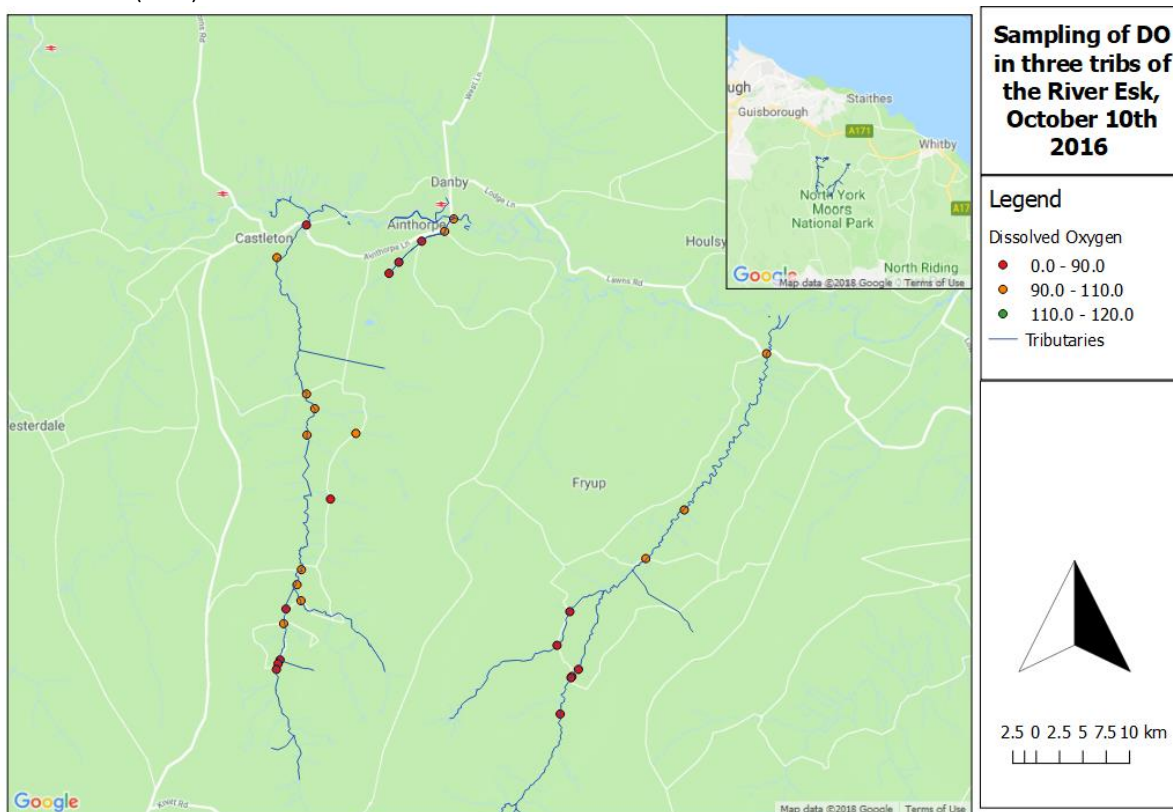 Sampling of DO
in three tribs of
the River Esk,
October 10th
2016
Legend
Dissolved Oxygen
0.0 - 90.0
90.0 - 110.0
110.0 - 120.0
Tributaries
2.5 0 2.5 5 7.5 10 km
ugh
Guisborough
Staithes
A171
Whitby
North York
Moors
National Park
A17
North Riding
Google
Map data ©2018 Google Terms of Use
West Ln
Danby
Lodge Ln
Castleton
Ainthorpe
Ainthorpe Ln
Houlsy
Lawns Rd
esterdale
Fryup
Knott Rd
Google
Map data ©2018 Google Terms of Use